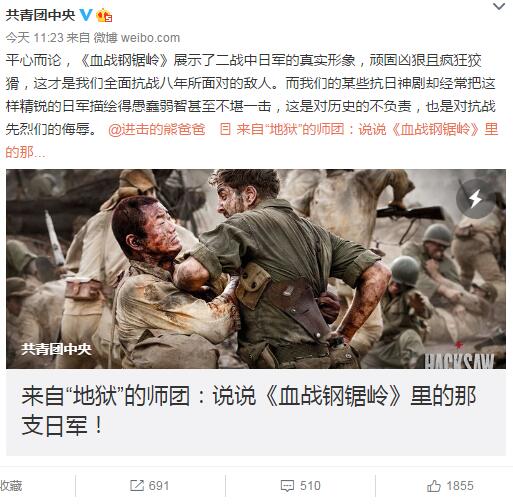 共青团中央
今天 11:23 来自 微博 weibo.com
平心而论，《血战钢锯岭》展示了二战中日军的真实形象，顽固凶狠且疯狂狡
猾，这才是我们全面抗战八年所面对的敌人。而我们的某些抗日神剧却经常把这
样精锐的日军描绘得愚蠢弱智甚至不堪一击，这是对历史的不负责，也是对抗战
先烈们的侮辱。 @进击的熊爸爸 来自“地狱”的师团：说说《血战钢锯岭》里
的那...
共青团中央
HACKSAW
来自“地狱”的师团：说说《血战钢锯岭》里的那
支日军！
收藏
691
510
1855